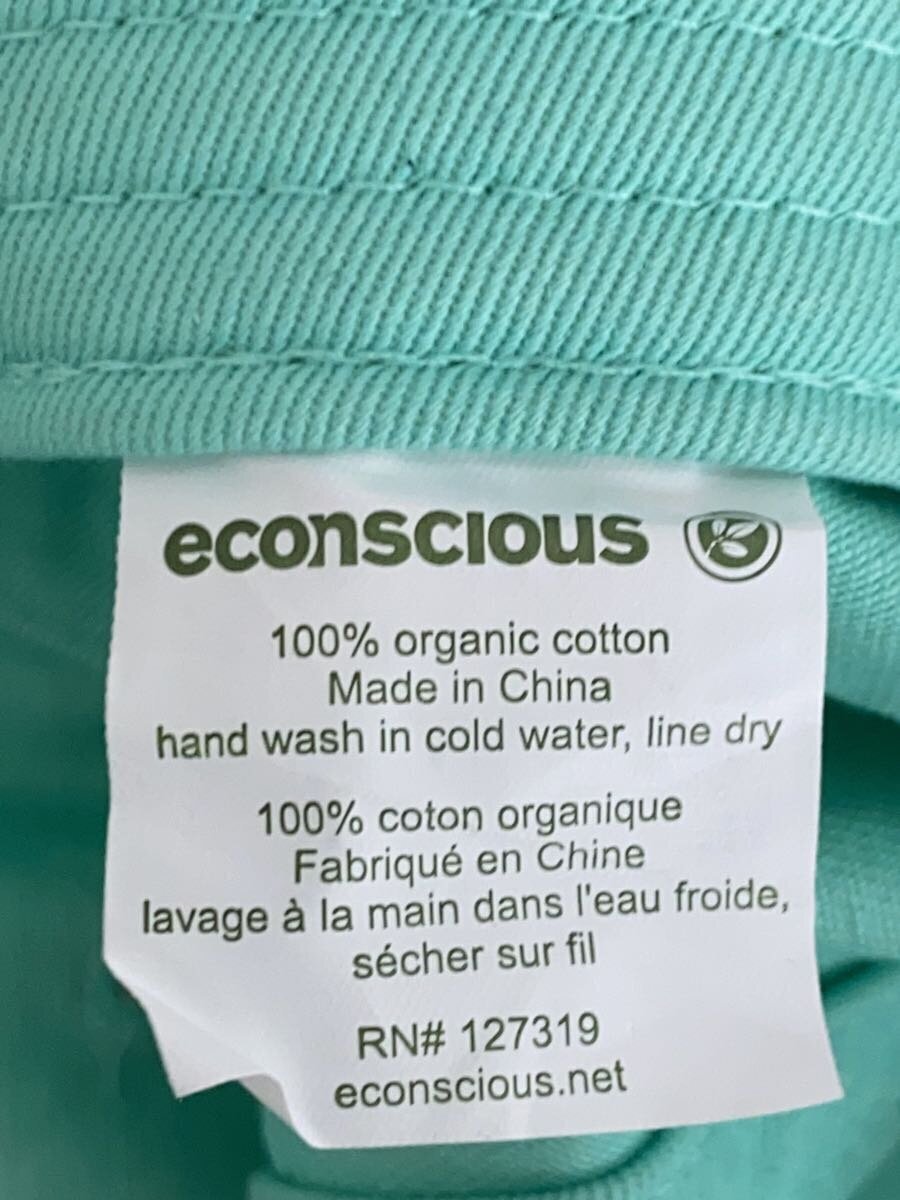 econscious
100% organic cotton
Made in China
hand wash in cold water, line dry
100% coton organique
Fabriqué en Chine
lavage à la main dans l'eau froide,
sécher sur fil
RN# 127319
econscious.net